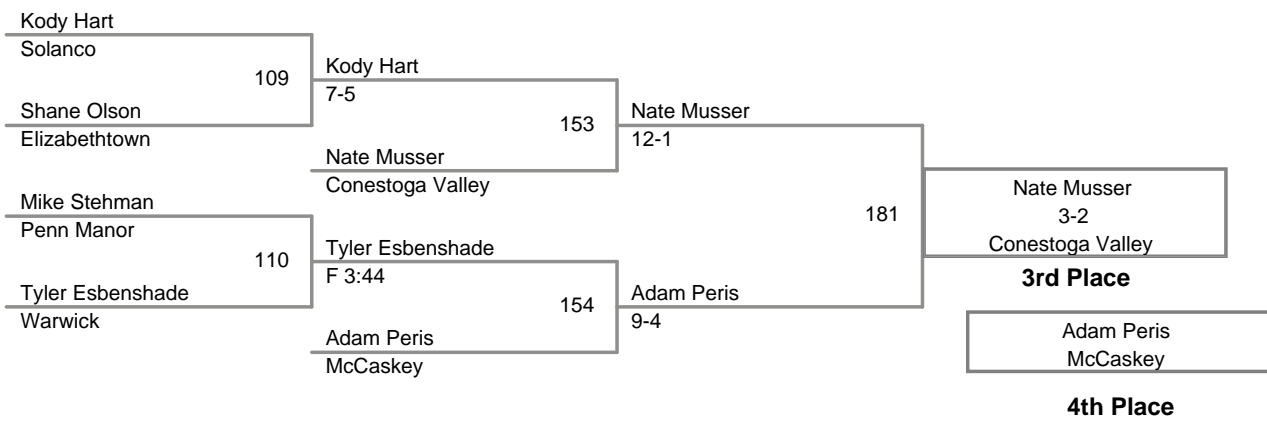 Kody Hart
Solanco
109
Shane Olson
Elizabethtown
Mike Stehman
Penn Manor
110
Tyler Esbenshade
Warwick
Kody Hart
7-5
153
Nate Musser
Conestoga Valley
Tyler Esbenshade
F 3:44
154
Adam Peris
McCaskey
Nate Musser
12-1
181
Adam Peris
9-4
Nate Musser
3-2
Conestoga Valley
3rd Place
Adam Peris
McCaskey
4th Place